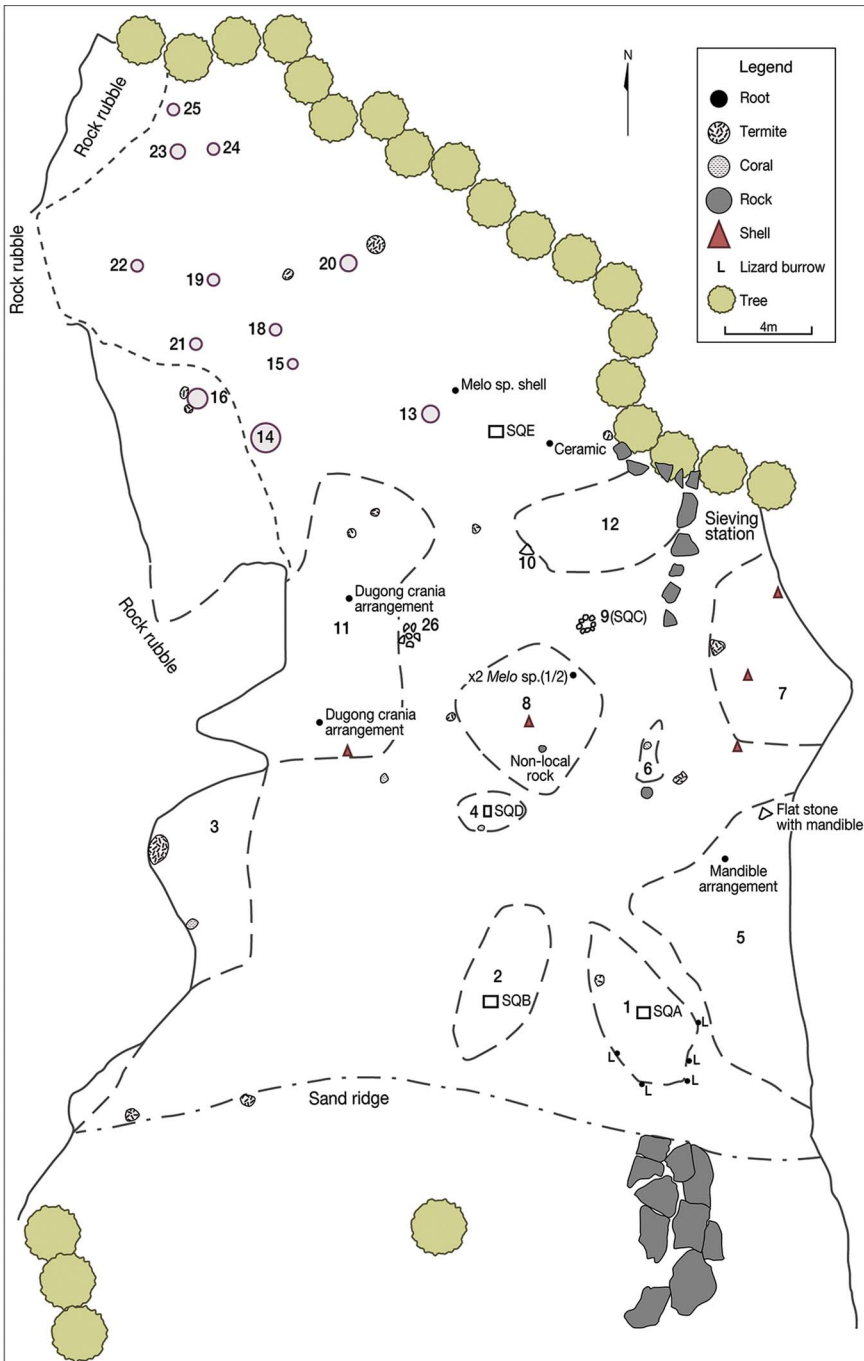 N
Legend
Root
Termite
Coral
Rock
Shell
L Lizard burrow
Tree
4m
Rock rubble
25
23
24
Rock rubble
22
19
20
18
21
15
16
Melo sp. shell
13
SQE
14
Ceramic
12
Sieving
station
10
Dugong crania
arrangement
11
26
9(SQC)
Rock rubble
x2 Melo sp.(1/2)
8
7
Dugong crania
arrangement
Non-local
rock
6
4
SQD
Flat stone
with mandible
3
Mandible
arrangement
5
2
SQB
1
SQA
L
L
L
L
L
Sand ridge